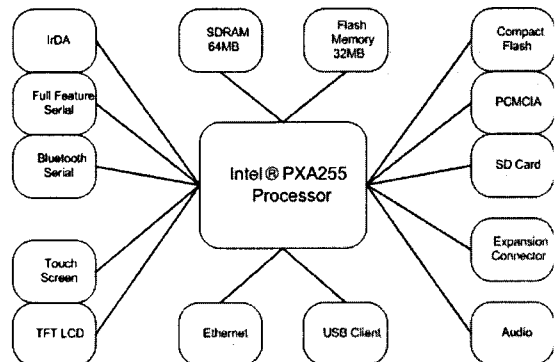 IrDA
SDRAM
64MB
Flash
Memory
32MB
Compact
Flash
Full Feature
Serial
PCMCIA
Bluetooth
Serial
Intel® PXA255
Processor
SD Card
Touch
Screen
Expansion
Connector
TFT LCD
Ethernet
USB Client
Audio